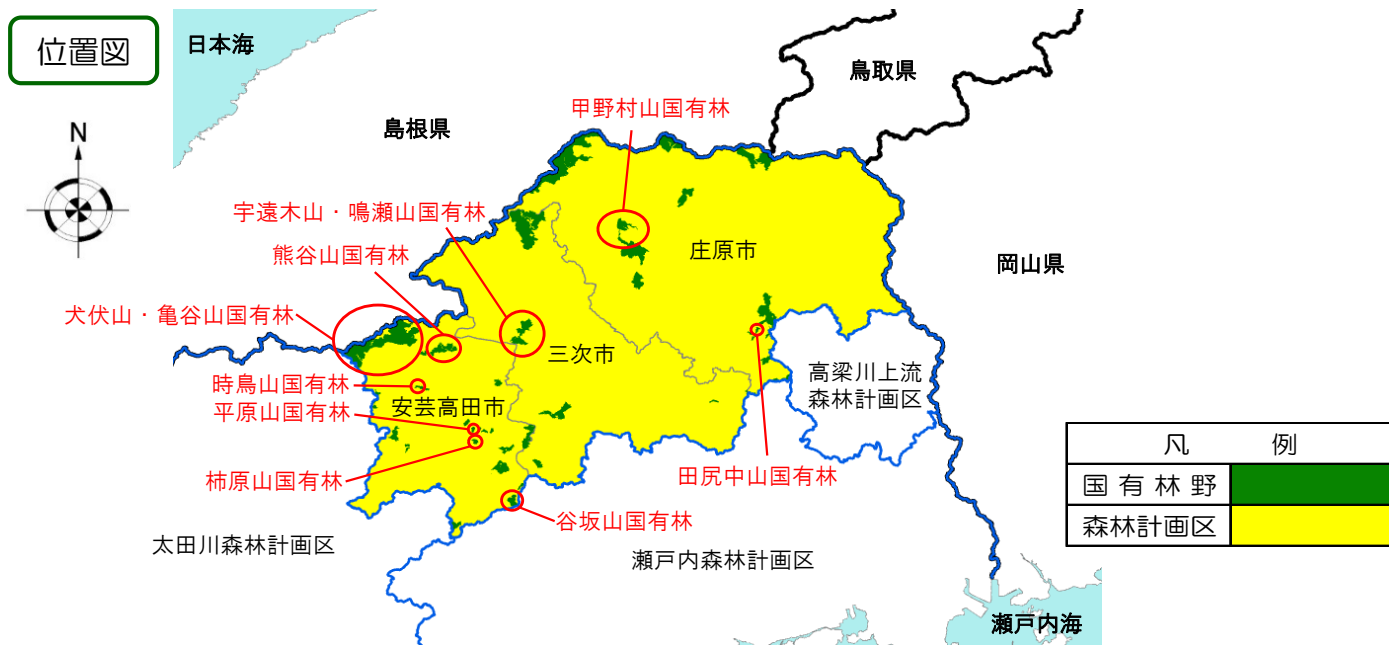 位置図
日本海
鳥取県
N
島根県
甲野村山国有林
宇遠木山・鳴瀬山国有林
熊谷山国有林
庄原市
岡山県
犬伏山・亀谷山国有林
三次市
時鳥山国有林
高梁川上流
森林計画区
平原山国有林
安芸高田市
柿原山国有林
田尻中山国有林
谷坂山国有林
太田川森林計画区
瀬戸内森林計画区
瀬戸内海
凡 例
国有林野
森林計画区